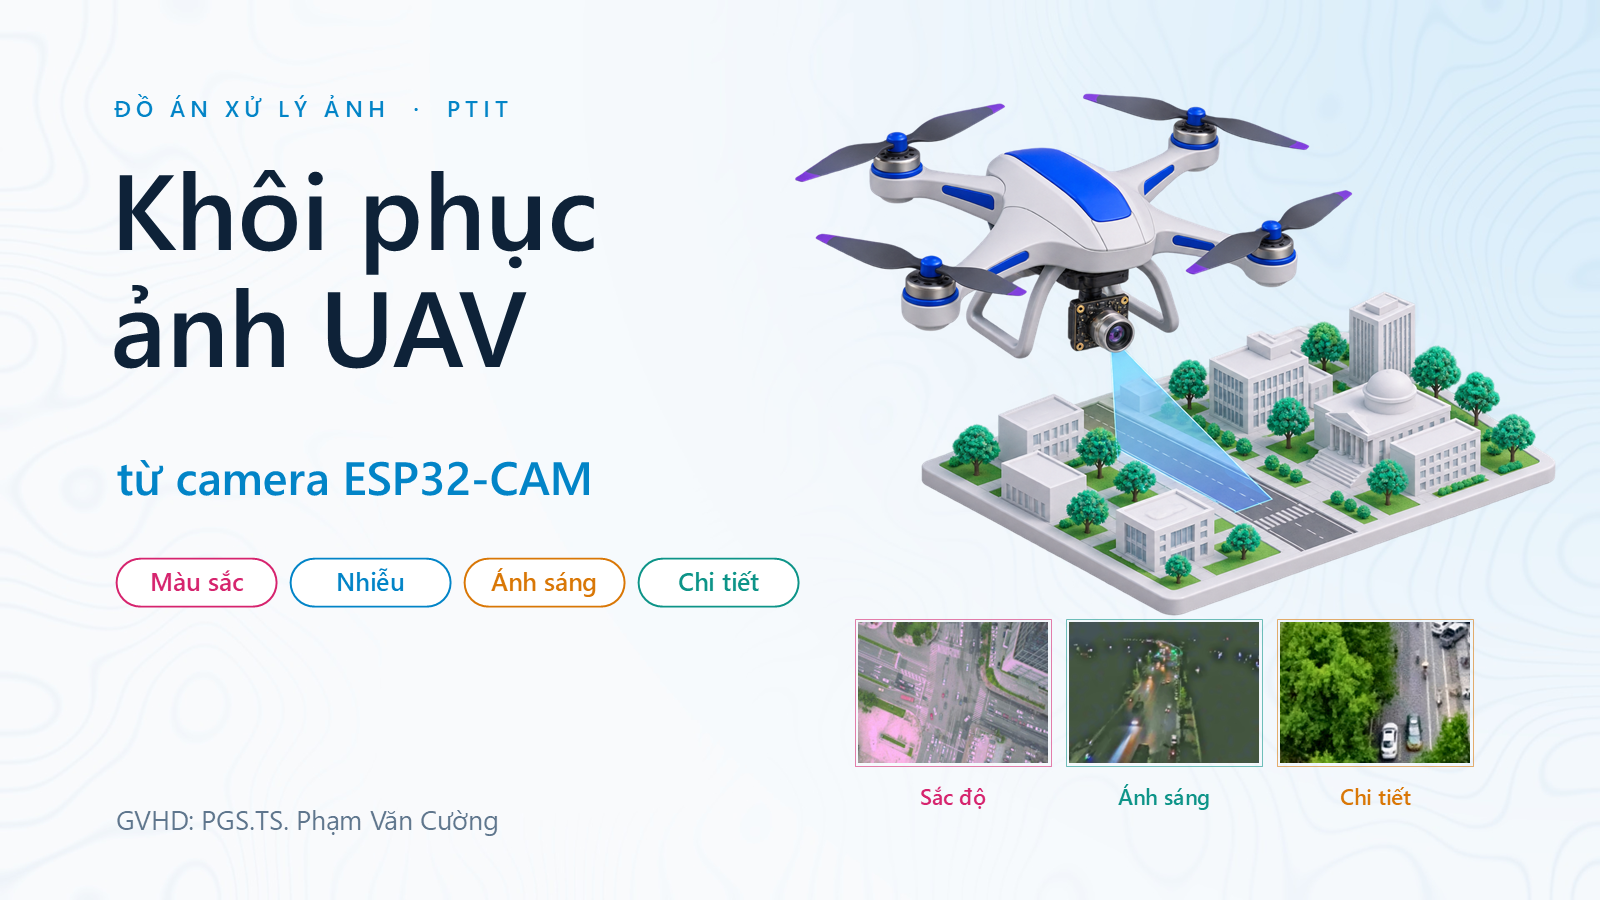 ĐỒ ÁN XỬ LÝ ẢNH · PTIT
Khôi phục
ảnh UAV
từ camera ESP32-CAM
Màu sắc
Nhiễu
Ánh sáng
Chi tiết
Sắc độ
Ánh sáng
Chi tiết
GVHD: PGS.TS. Phạm Văn Cường